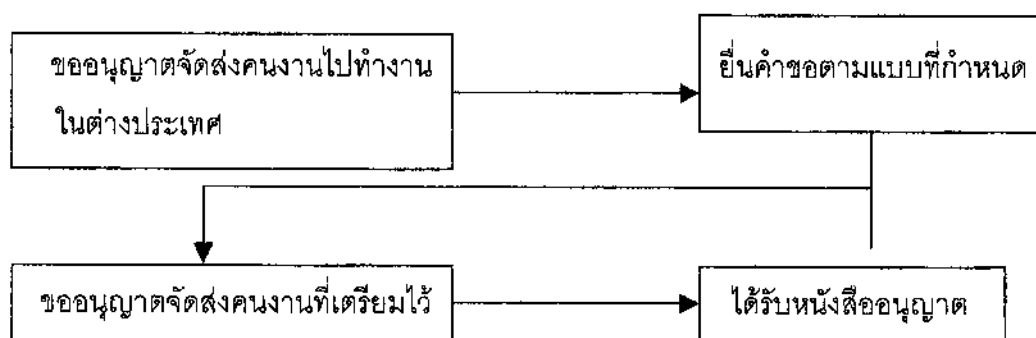 ขออนุญาตจัดส่งคนงานไปทำงาน
ในต่างประเทศ
ยื่นคำขอตามแบบที่กำหนด
ขออนุญาตจัดส่งคนงานที่เตรียมไว้
ได้รับหนังสืออนุญาต